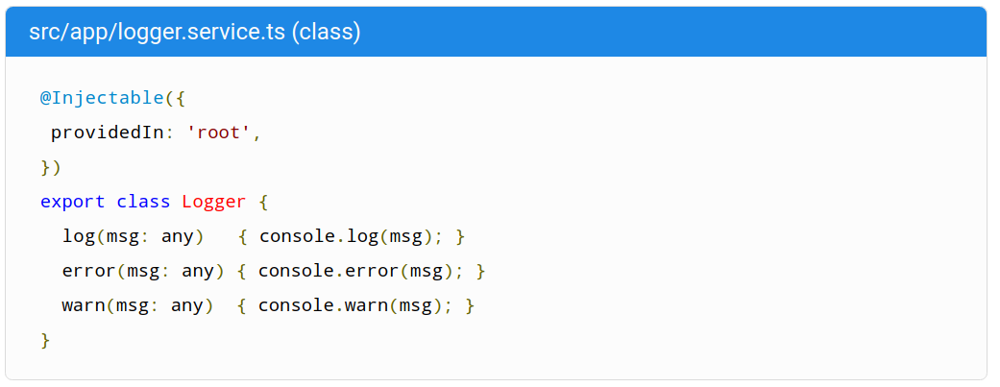 src/app/logger.service.ts (class)
@Injectable({
 providedIn: 'root',
})
export class Logger {
  log(msg: any)   { console.log(msg); }
  error(msg: any) { console.error(msg); }
  warn(msg: any)  { console.warn(msg); }
}